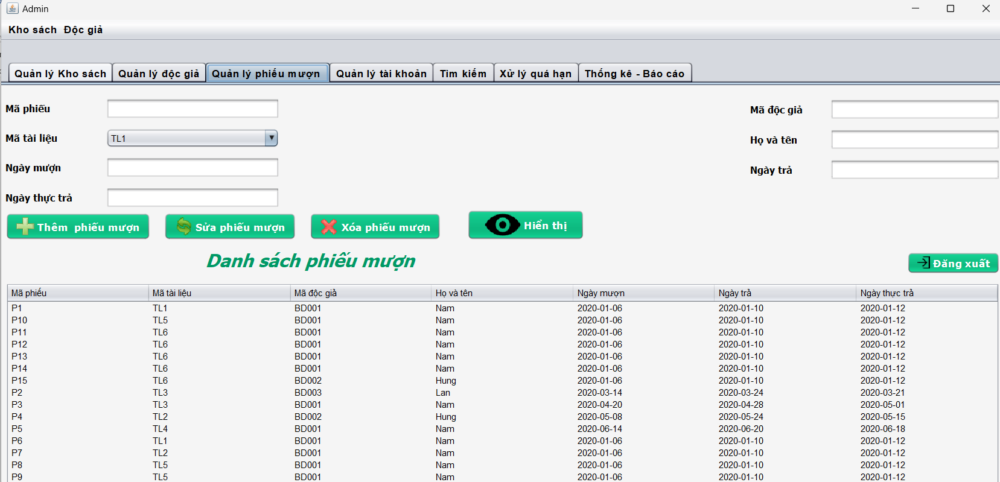 Admin
Kho sách Độc giả
Quản lý Kho sách Quản lý độc giả Quản lý phiếu mượn Quản lý tài khoản Tìm kiếm Xử lý quá hạn Thống kê - Báo cáo
Mã phiếu Mã độc giả
Mã tài liệu TL1 Họ và tên
Ngày mượn Ngày trả
Ngày thực trả
Thêm phiếu mượn Sửa phiếu mượn Xóa phiếu mượn Hiển thị
Danh sách phiếu mượn
Đăng xuất
Mã phiếu Mã tài liệu Mã độc giả Họ và tên Ngày mượn Ngày trả Ngày thực trả
P1 TL1 BD001 Nam 2020-01-06 2020-01-10 2020-01-12
P10 TL5 BD001 Nam 2020-01-06 2020-01-10 2020-01-12
P11 TL6 BD001 Nam 2020-01-06 2020-01-10 2020-01-12
P12 TL6 BD001 Nam 2020-01-06 2020-01-10 2020-01-12
P13 TL6 BD001 Nam 2020-01-06 2020-01-10 2020-01-12
P14 TL6 BD001 Nam 2020-01-06 2020-01-10 2020-01-12
P15 TL6 BD002 Hung 2020-01-06 2020-01-10 2020-01-12
P2 TL3 BD003 Lan 2020-03-14 2020-03-24 2020-03-21
P3 TL3 BD001 Nam 2020-04-20 2020-04-28 2020-05-01
P4 TL2 BD002 Hung 2020-05-08 2020-05-24 2020-05-15
P5 TL4 BD001 Nam 2020-06-14 2020-06-20 2020-06-18
P6 TL1 BD001 Nam 2020-01-06 2020-01-10 2020-01-12
P7 TL2 BD001 Nam 2020-01-06 2020-01-10 2020-01-12
P8 TL5 BD001 Nam 2020-01-06 2020-01-10 2020-01-12
P9 TL5 BD001 Nam 2020-01-06 2020-01-10 2020-01-12